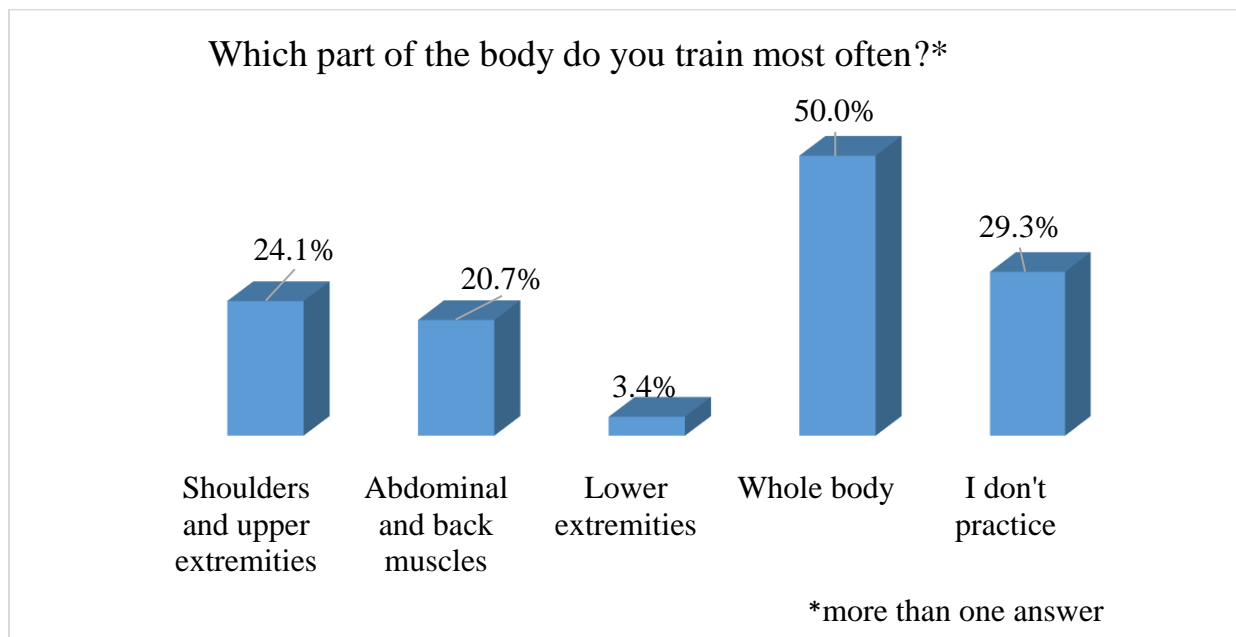 Which part of the body do you train most often?*
50.0%
29.3%
24.1%
20.7%
3.4%
Shoulders
and upper
extremities
Abdominal
and back
muscles
Lower
extremities
Whole body
I don't
practice
*more than one answer